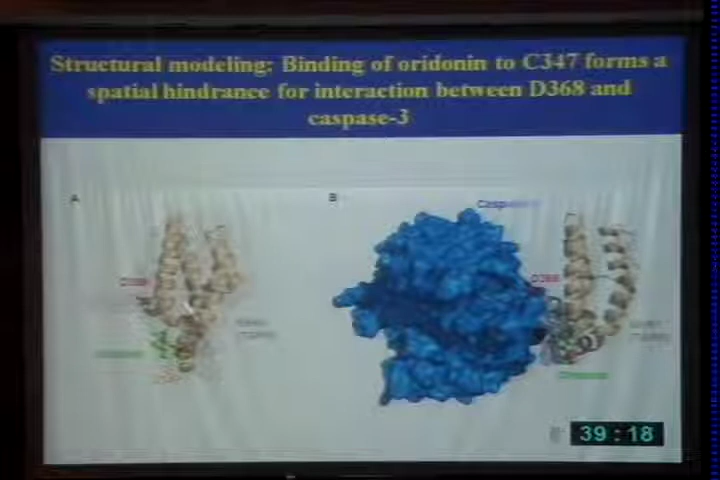 Structural modeling: Binding of oridonin to C347 forms a
spatial hindrance for interaction between D368 and
caspase-3
A
B
D368
39:18